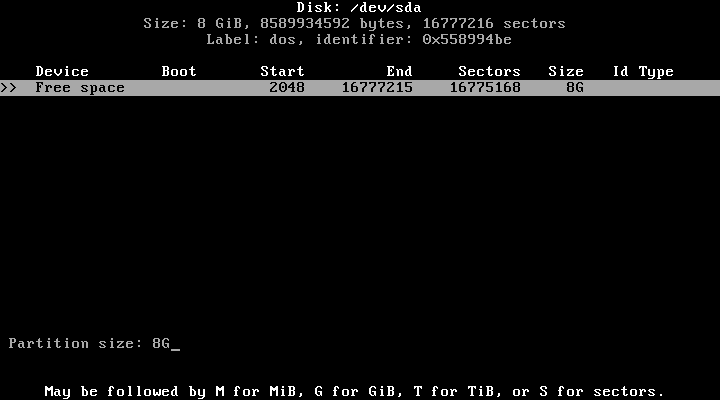 Disk: /dev/sda
Size: 8 GiB, 8589934592 bytes, 16777216 sectors
Label: dos, identifier: 0x558994be
Device Boot Start End Sectors Size Id Type
>> Free space 2048 16777215 16775168 8G
Partition size: 8G_
May be followed by M for MiB, G for GiB, T for TiB, or S for sectors.